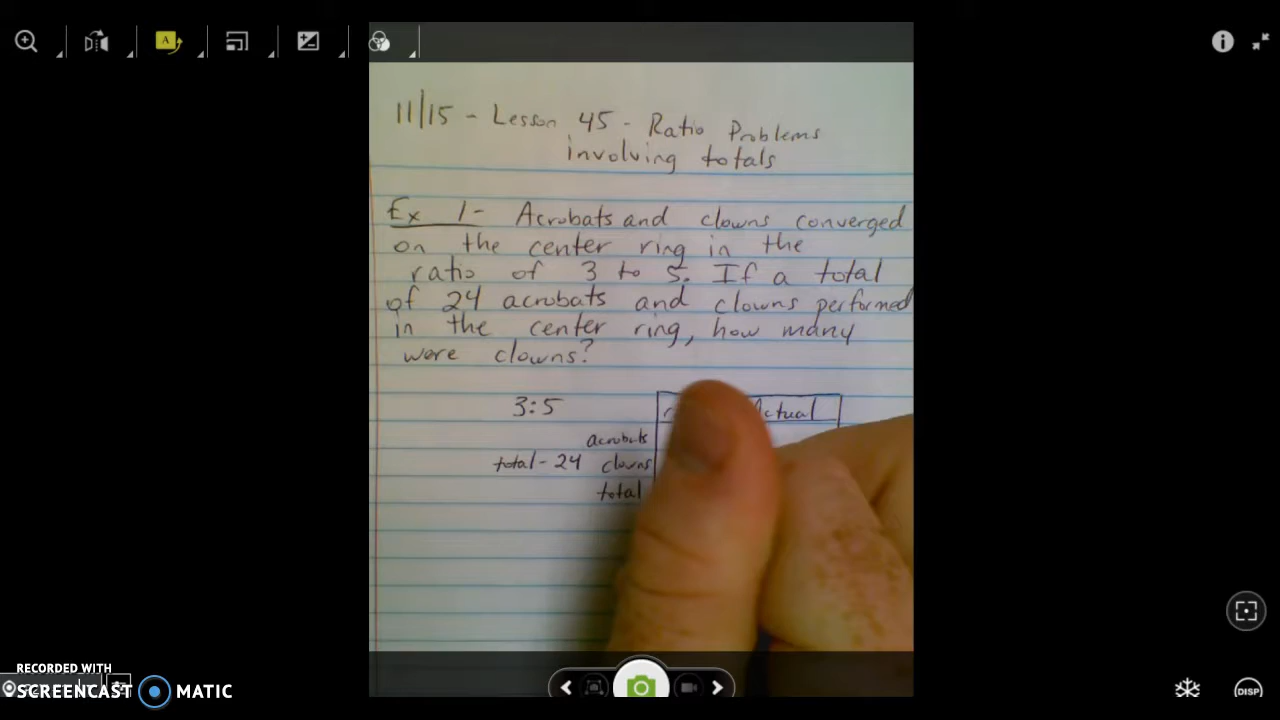 11/15 - Lesson 45 - Ratio Problems
involving totals
Ex 1- Acrobats and clowns converged
on the center ring in the
ratio of 3 to 5. If a total
of 24 acrobats and clowns performed
in the center ring, how many
were clowns?
3:5
Actual
acrobats
total - 24 clowns
total
RECORDED WITH
SCREENCAST MATIC
DISP